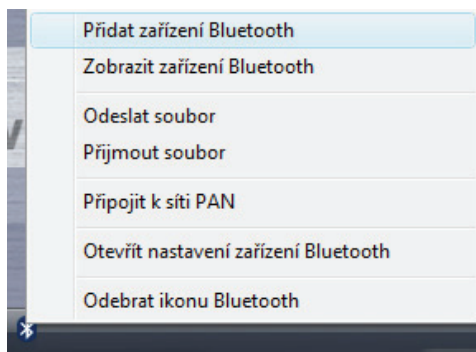 Přidat zařízení Bluetooth
Zobrazit zařízení Bluetooth
Odeslat soubor
Přijmout soubor
Připojit k síti PAN
Otevřít nastavení zařízení Bluetooth
Odebrat ikonu Bluetooth